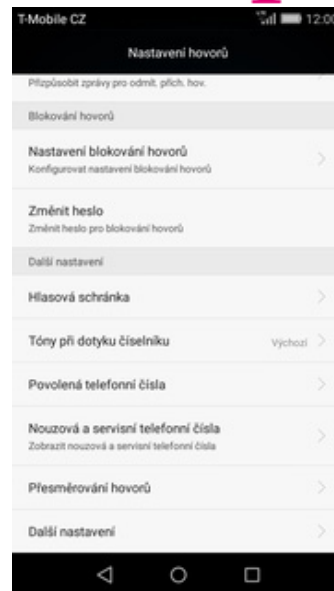 T-Mobile CZ 12:00
Nastavení hovorů
Přizpůsobit zprávy pro odmít. přích. hov.
Blokování hovorů
Nastavení blokování hovorů
Konfigurovat nastavení blokování hovorů
Změnit heslo
Změnit heslo pro blokování hovorů
Další nastavení
Hlasová schránka
Tóny při dotyku číselníku Výchozí
Povolená telefonní čísla
Nouzová a servisní telefonní čísla
Zobrazit nouzová a servisní telefonní čísla
Přesměrování hovorů
Další nastavení